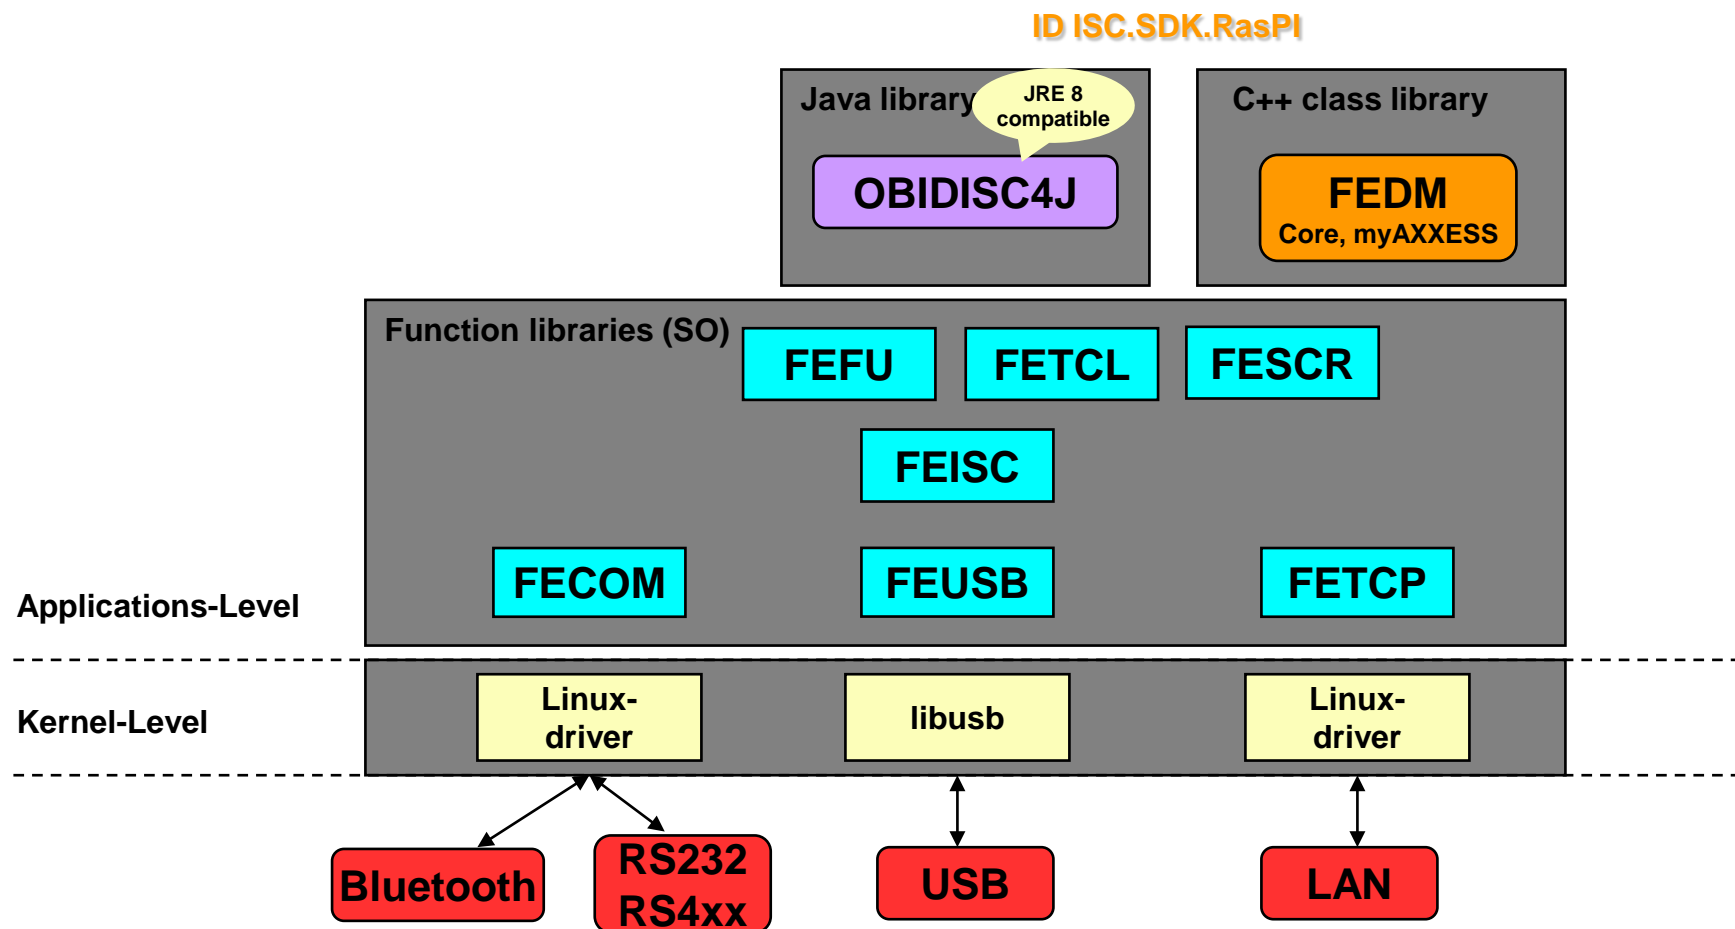 ID ISC.SDK.RasPI
Java library
JRE 8
compatible
C++ class library
OBIDISC4J
FEDM
Core, myAXXESS
Function libraries (SO)
FEFU
FETCL
FESCR
FEISC
FECOM
FEUSB
FETCP
Applications-Level
Kernel-Level
Linux-
driver
libusb
Linux-
driver
Bluetooth
RS232
RS4xx
USB
LAN